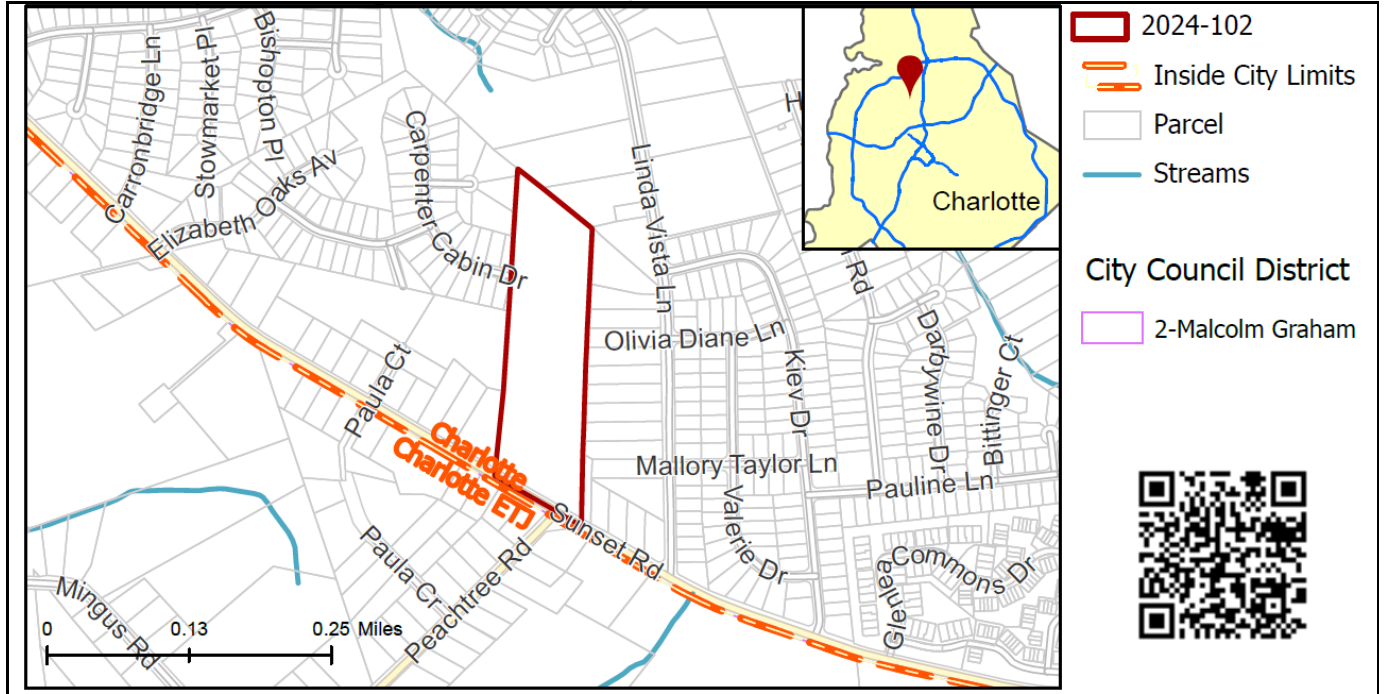 Carronbridge Ln
Stowmarket Pl
Bishopton Pl
Elizabeth Oaks Av
Carpenter Cabin Dr
Linda Vista Ln
H
Rd
Olivia Diane Ln
Kiev Dr
Darbywine Dr
Bittinger Ct
Paula Ct
Charlotte
Charlotte ETJ
Mallory Taylor Ln
Valerie Dr
Pauline Ln
Sunset Rd
Paula Cr
Peachtree Rd
Mingus Rd
Glenlea
Commons Dr
0 0.13 0.25 Miles
Charlotte
2024-102
Inside City Limits
Parcel
Streams
City Council District
2-Malcolm Graham